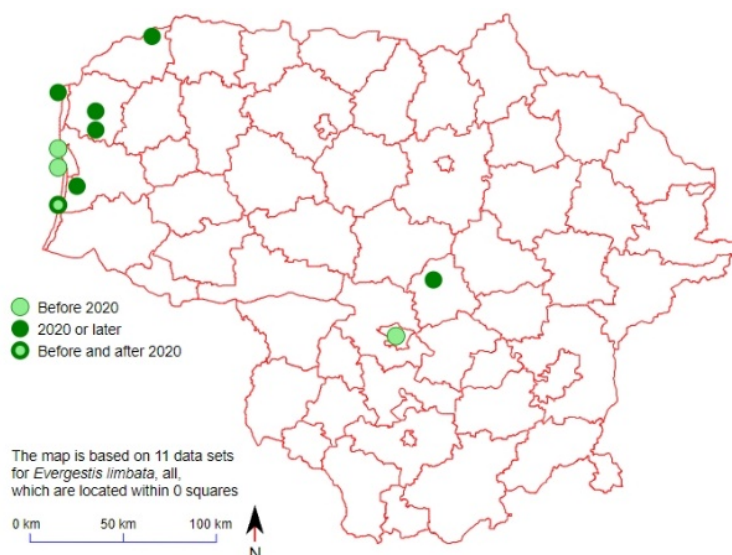 Before 2020
2020 or later
Before and after 2020
The map is based on 11 data sets
for Evergestis limbata, all,
which are located within 0 squares
0 km 50 km 100 km
N